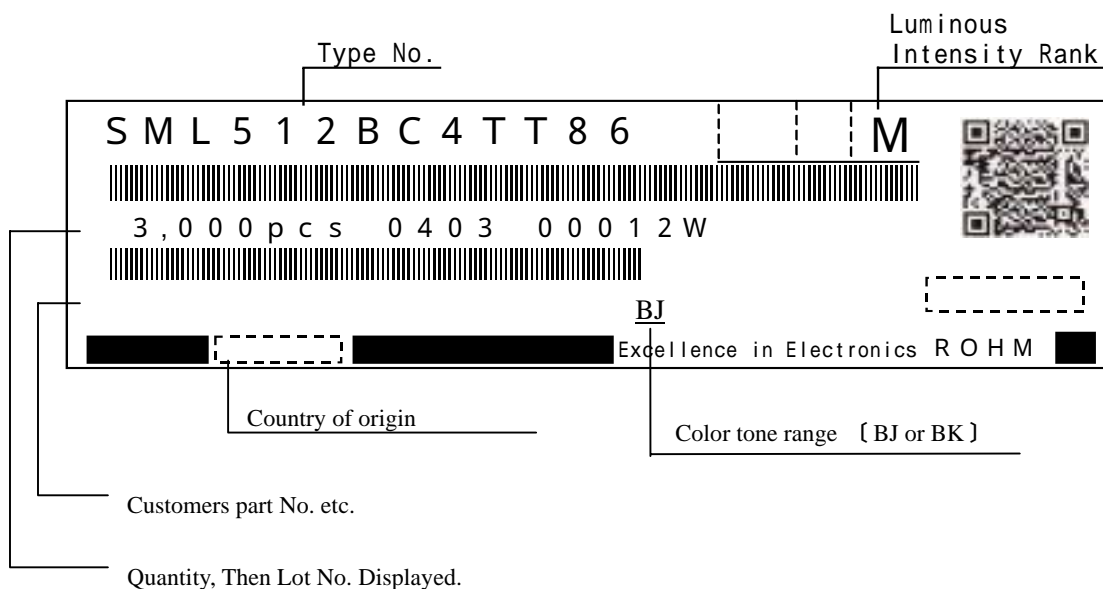 Type No.
Luminous
Intensity Rank
SML512BC4TT86 M
3,000pcs 0403 00012W
BJ
Excellence in Electronics ROHM
Country of origin
Color tone range 〔BJ or BK〕
Customers part No. etc.
Quantity, Then Lot No. Displayed.